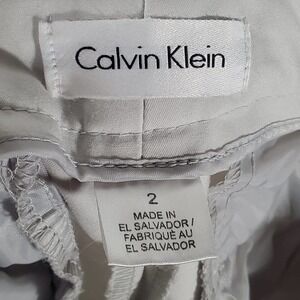 Calvin Klein
2
MADE IN
EL SALVADOR/
FABRIQUÉ AU
EL SALVADOR